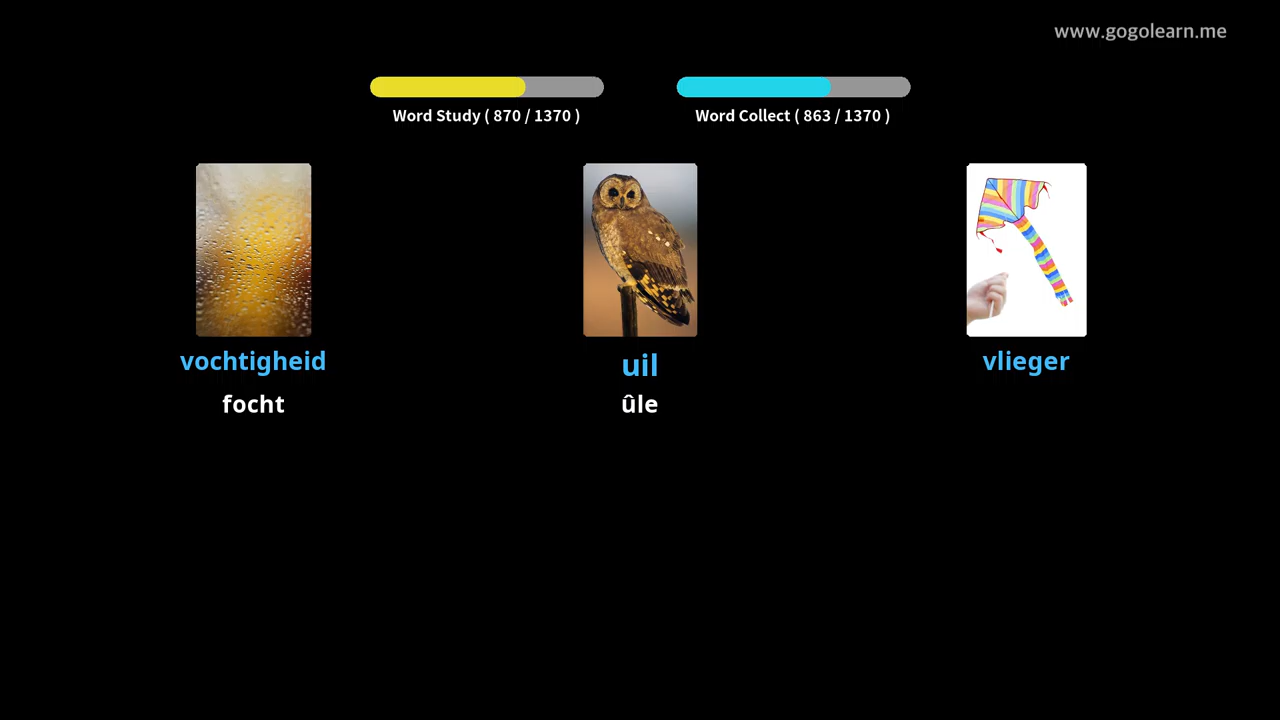 www.gogolearn.me
Word Study ( 870 / 1370 )
Word Collect ( 863 / 1370 )
vochtigheid
focht
uil
ûle
vlieger